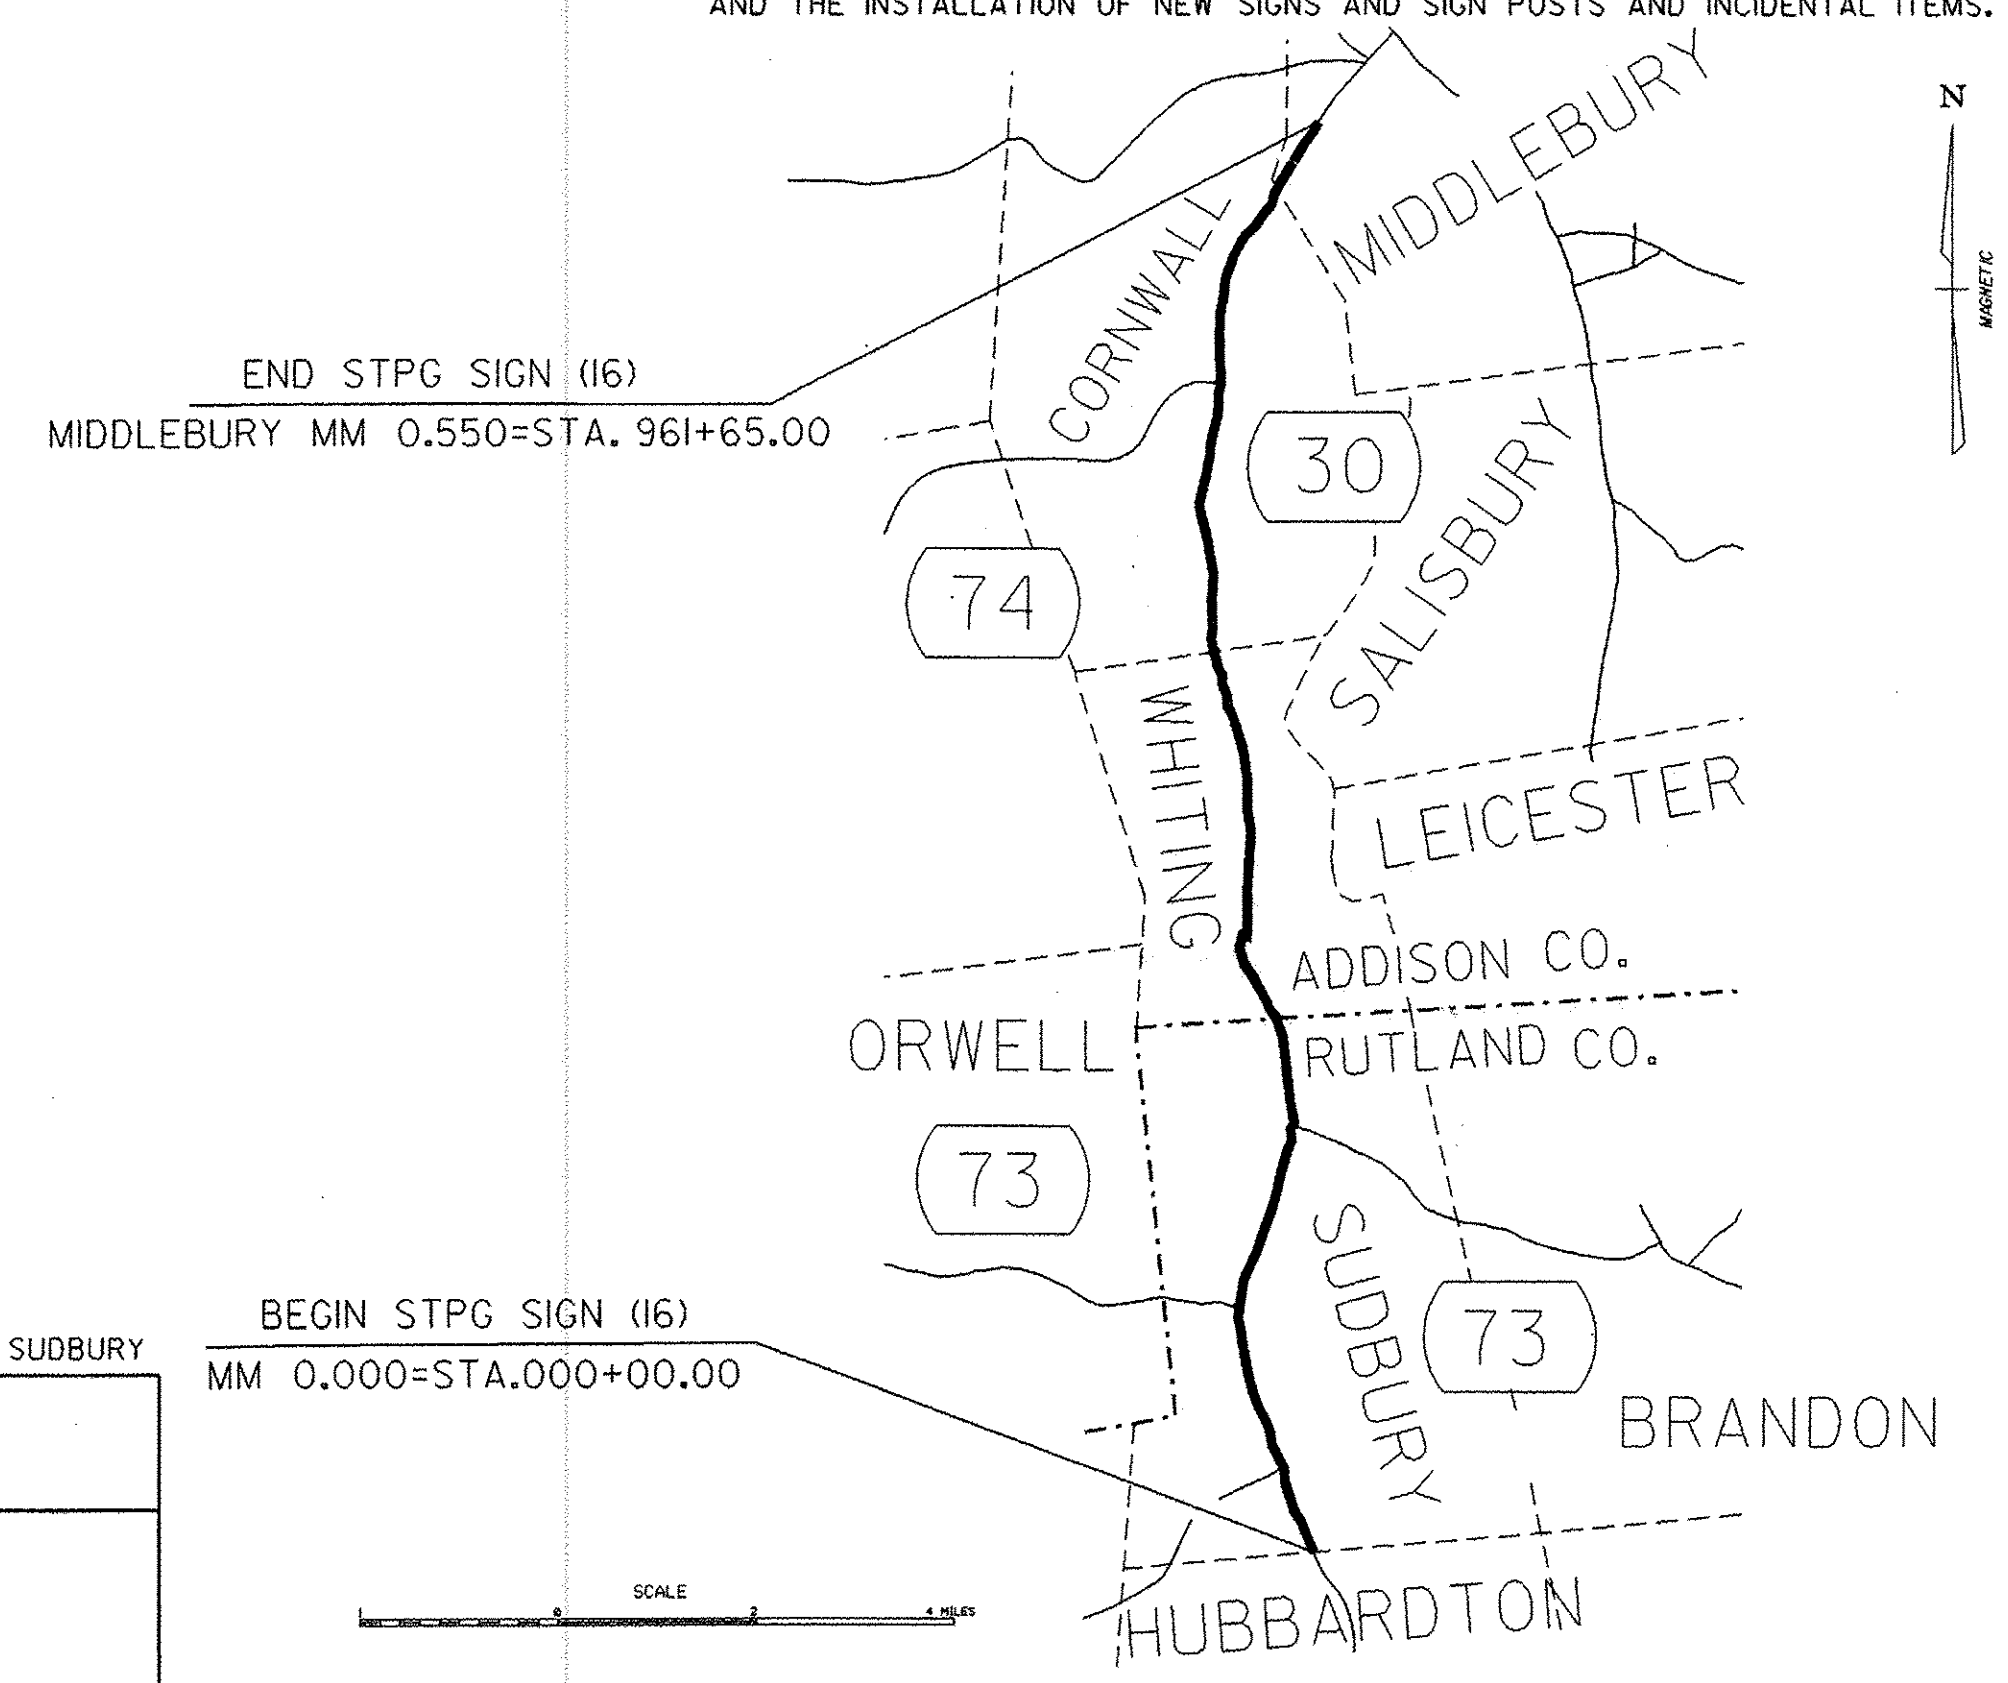 AND THE INSTALLATION OF NEW SIGNS AND SIGN POSTS AND INCIDENTAL ITEMS.
N
MAGNETIC
MIDDLEBURY
CORNWALL
END STPG SIGN (16)
MIDDLEBURY MM 0.550=STA. 961+65.00
30
SALISBURY
74
WHITING
LEICESTER
ADDISON CO.
ORWELL
RUTLAND CO.
73
SUDBURY
73
BEGIN STPG SIGN (16)
SUDBURY
MM 0.000=STA.000+00.00
BRANDON
SCALE
0 2 4 MILES
HUBBARDTON